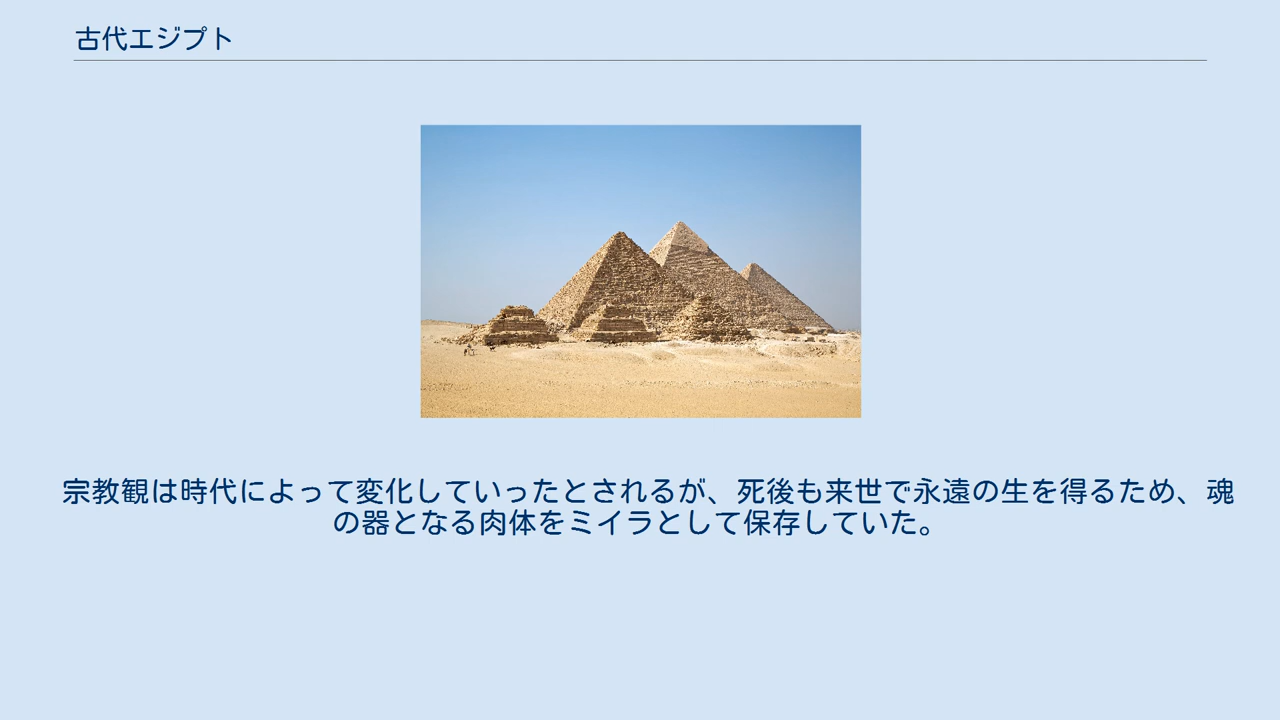 古代エジプト
宗教観は時代によって変化していったとされるが、死後も来世で永遠の生を得るため、魂
の器となる肉体をミイラとして保存していた。